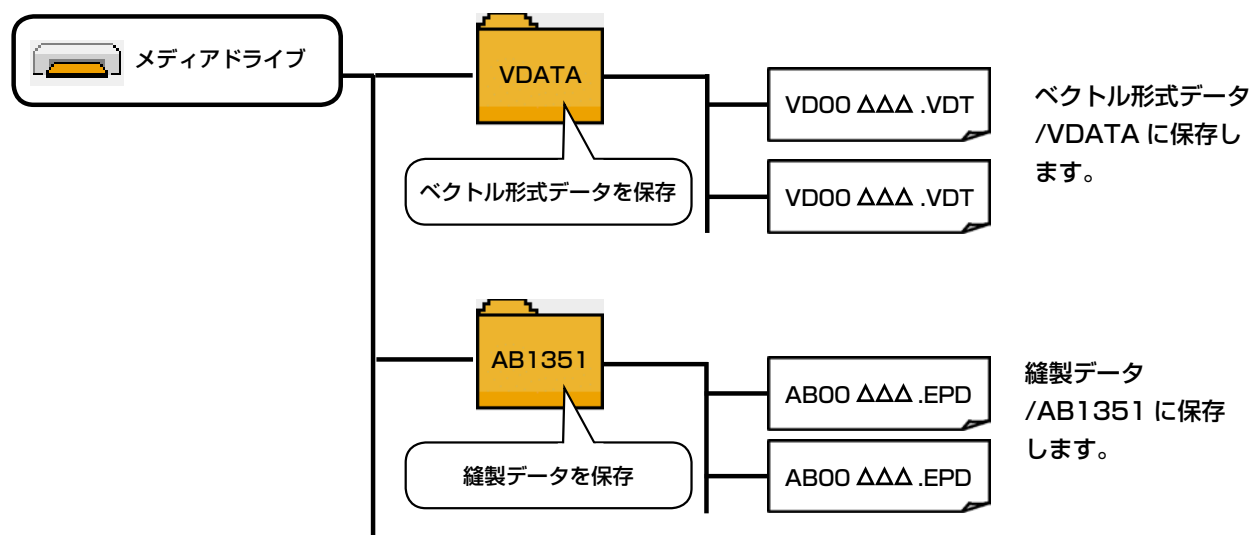 メディアドライブ
VDATA
ベクトル形式データを保存
VD00 ΔΔΔ .VDT
VD00 ΔΔΔ .VDT
ベクトル形式データ
/VDATA に保存し
ます。
AB1351
縫製データを保存
AB00 ΔΔΔ .EPD
AB00 ΔΔΔ .EPD
縫製データ
/AB1351 に保存
します。